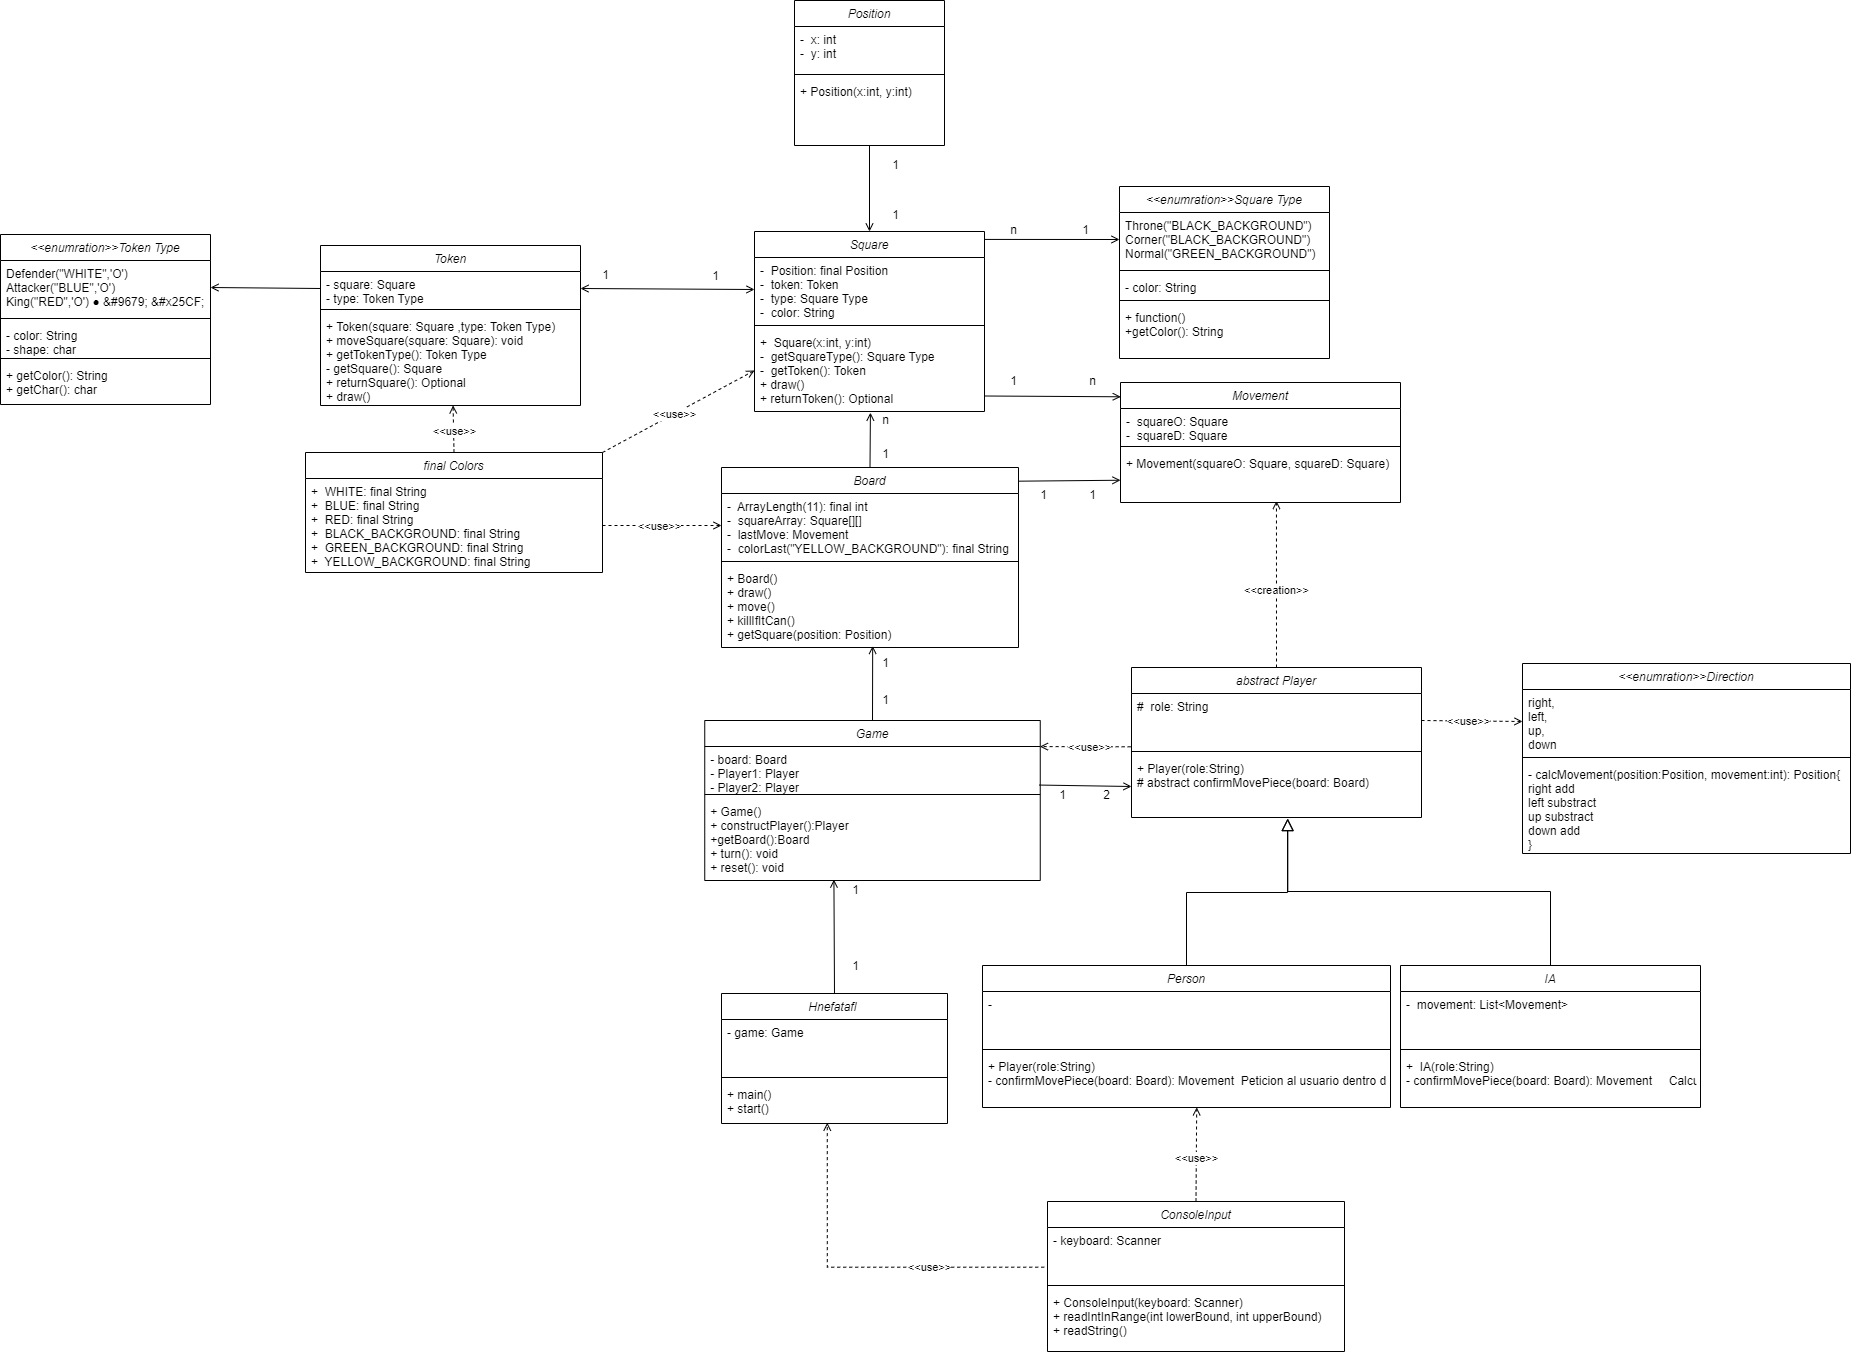 Position
- x: int
- y: int
+ Position(x:int, y:int)
1
1
<<enumration>>Square Type
Throne("BLACK_BACKGROUND")
Corner("BLACK_BACKGROUND")
Normal("GREEN_BACKGROUND")
- color: String
+ function()
+getColor(): String
<<enumration>>Token Type
Defender("WHITE",'O')
Attacker("BLUE",'O')
King("RED",'O') ● &#9679; &#x25CF;
- color: String
- shape: char
+ getColor(): String
+ getChar(): char
Token
- square: Square
- type: Token Type
+ Token(square: Square ,type: Token Type)
+ moveSquare(square: Square): void
+ getTokenType(): Token Type
- getSquare(): Square
+ returnSquare(): Optional
+ draw()
1
1
Square
- Position: final Position
- token: Token
- type: Square Type
- color: String
+ Square(x:int, y:int)
- getSquareType(): Square Type
- getToken(): Token
+ draw()
+ returnToken(): Optional
n
1
1
n
Movement
- squareO: Square
- squareD: Square
+ Movement(squareO: Square, squareD: Square)
<<use>>
<<use>>
n
1
final Colors
+ WHITE: final String
+ BLUE: final String
+ RED: final String
+ BLACK_BACKGROUND: final String
+ GREEN_BACKGROUND: final String
+ YELLOW_BACKGROUND: final String
<<use>>
Board
- ArrayLength(11): final int
- squareArray: Square[][]
- lastMove: Movement
- colorLast("YELLOW_BACKGROUND"): final String
+ Board()
+ draw()
+ move()
+ killIfItCan()
+ getSquare(position: Position)
1
1
<<creation>>
1
1
Game
- board: Board
- Player1: Player
- Player2: Player
+ Game()
+ constructPlayer():Player
+getBoard():Board
+ turn(): void
+ reset(): void
<<use>>
1
2
abstract Player
# role: String
+ Player(role:String)
# abstract confirmMovePiece(board: Board)
<<use>>
<<enumration>>Direction
right,
left,
up,
down
- calcMovement(position:Position, movement:int): Position{
right add
left substract
up substract
down add
}
1
1
Hnefatafl
- game: Game
+ main()
+ start()
Person
-
+ Player(role:String)
- confirmMovePiece(board: Board): Movement Peticion al usuario dentro d
IA
- movement: List<Movement>
+ IA(role:String)
- confirmMovePiece(board: Board): Movement Calcu
<<use>>
<<use>>
ConsoleInput
- keyboard: Scanner
+ ConsoleInput(keyboard: Scanner)
+ readIntInRange(int lowerBound, int upperBound)
+ readString()